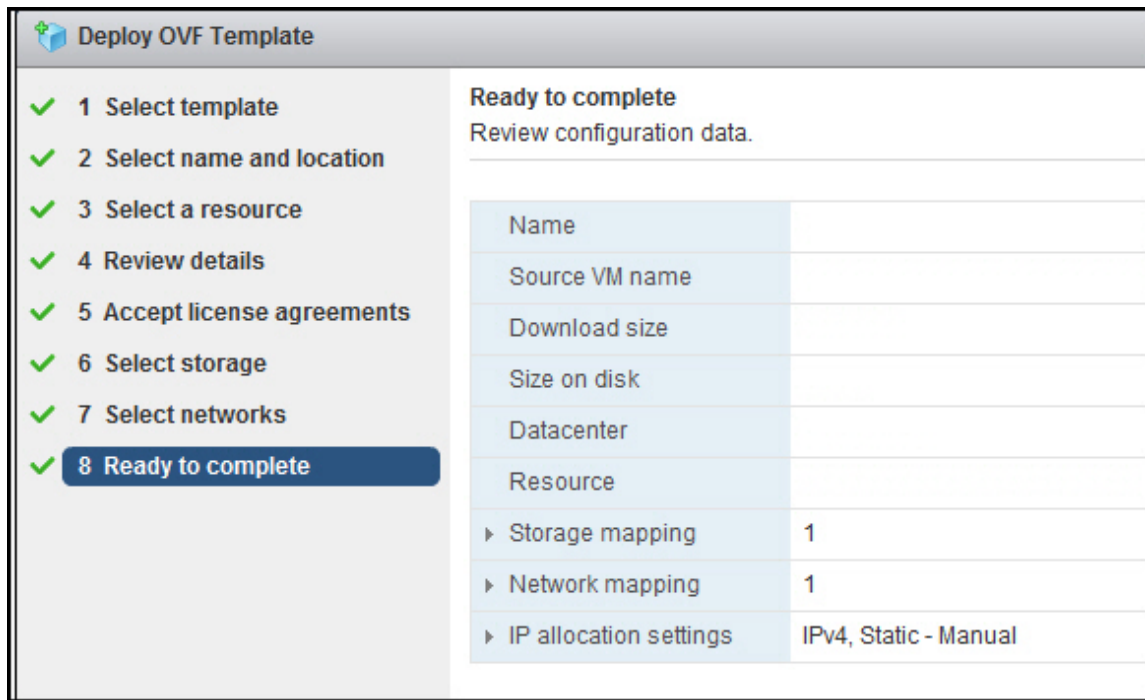 Deploy OVF Template
1 Select template
2 Select name and location
3 Select a resource
4 Review details
5 Accept license agreements
6 Select storage
7 Select networks
8 Ready to complete
Ready to complete
Review configuration data.
Name
Source VM name
Download size
Size on disk
Datacenter
Resource
Storage mapping 1
Network mapping 1
IP allocation settings IPv4, Static - Manual